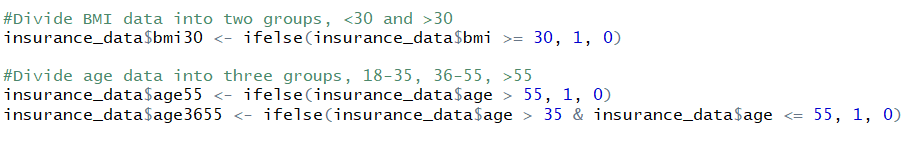 #Divide BMI data into two groups, <30 and >30
insurance_data$bmi30 <- ifelse(insurance_data$bmi >= 30, 1, 0)
#Divide age data into three groups, 18-35, 36-55, >55
insurance_data$age55 <- ifelse(insurance_data$age > 55, 1, 0)
insurance_data$age3655 <- ifelse(insurance_data$age > 35 & insurance_data$age <= 55, 1, 0)